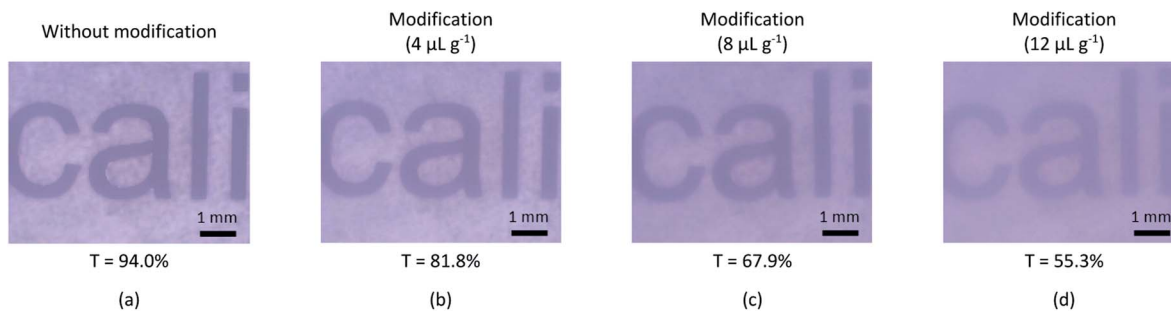 Without modification
Modification
(4 µL g⁻¹)
Modification
(8 µL g⁻¹)
Modification
(12 µL g⁻¹)
cali
1 mm
cali
1 mm
cali
1 mm
cali
1 mm
T = 94.0%
T = 81.8%
T = 67.9%
T = 55.3%
(a)
(b)
(c)
(d)